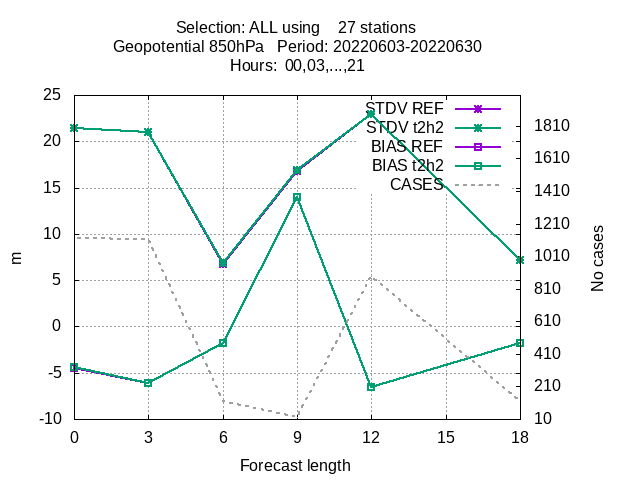 Selection: ALL using    27 stations
Geopotential 850hPa   Period: 20220603-20220630
Hours:  00,03,...,21
25
20
15
10
5
0
-5
-10
m
STDV REF
STDV t2h2
BIAS REF
BIAS t2h2
CASES
1810
1610
1410
1210
1010
810
610
410
210
10
No cases
0 3 6 9 12 15 18
Forecast length